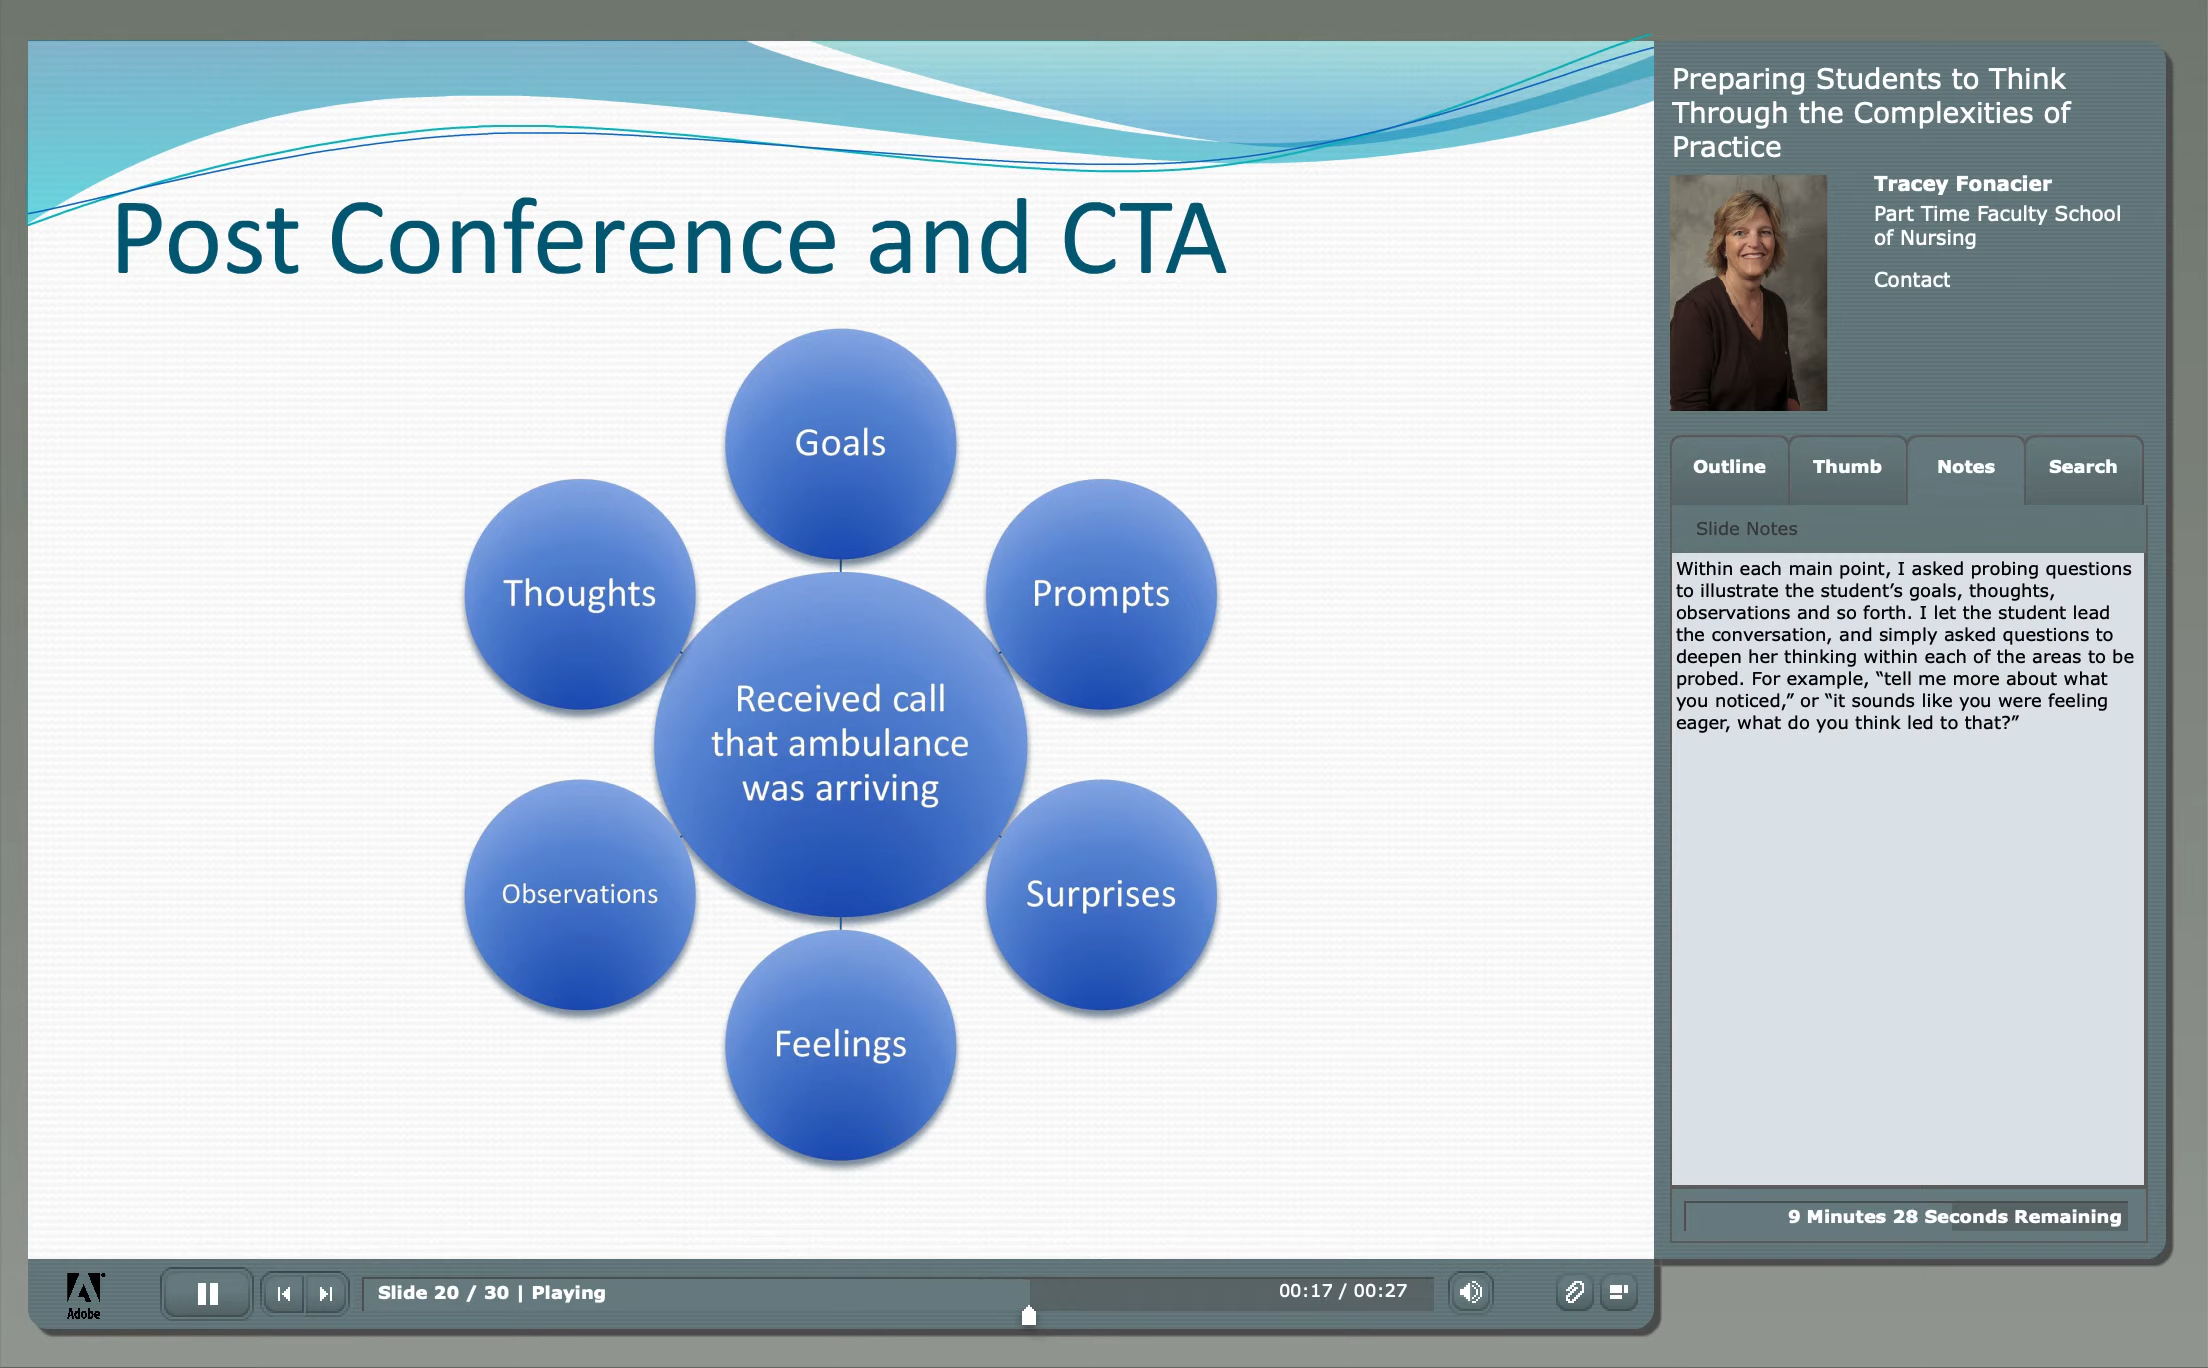 Post Conference and CTA
Goals
Thoughts
Prompts
Received call
that ambulance
was arriving
Observations
Surprises
Feelings
Preparing Students to Think
Through the Complexities of
Practice
Tracey Fonacier
Part Time Faculty School
of Nursing
Contact
Outline
Thumb
Notes
Search
Slide Notes
Within each main point, I asked probing questions
to illustrate the student’s goals, thoughts,
observations and so forth. I let the student lead
the conversation, and simply asked questions to
deepen her thinking within each of the areas to be
probed. For example, “tell me more about what
you noticed,” or “it sounds like you were feeling
eager, what do you think led to that?”
9 Minutes 28 Seconds Remaining
Adobe
Slide 20 / 30 | Playing
00:17 / 00:27